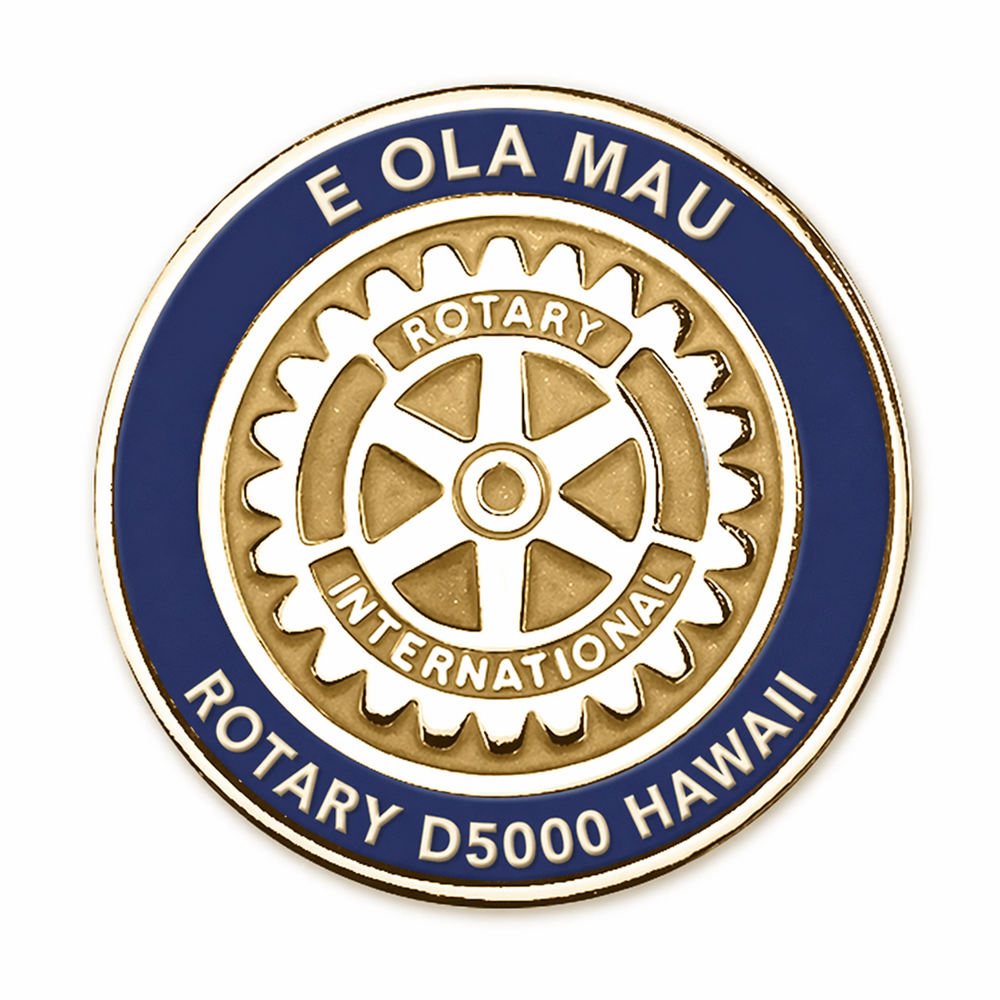 E OLA MAU
ROTARY
INTERNATIONAL
ROTARY D5000 HAWAII